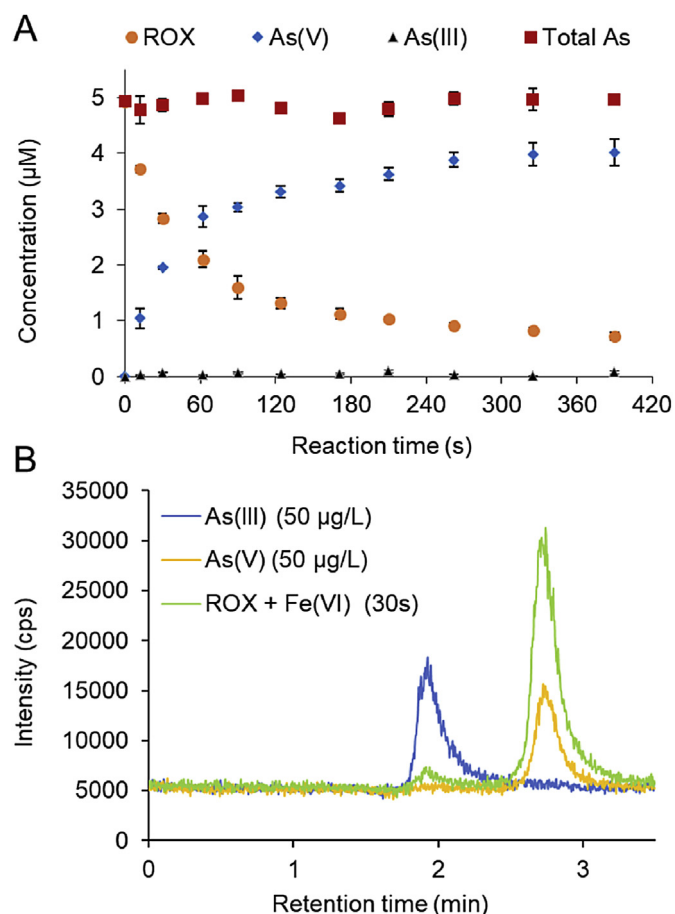 A
ROX As(V) As(III) Total As
Concentration (µM)
6
5
4
3
2
1
0
0 60 120 180 240 300 360 420
Reaction time (s)
B
Intensity (cps)
35000
30000
25000
20000
15000
10000
5000
0
As(III) (50 µg/L)
As(V) (50 µg/L)
ROX + Fe(VI) (30s)
0 1 2 3
Retention time (min)